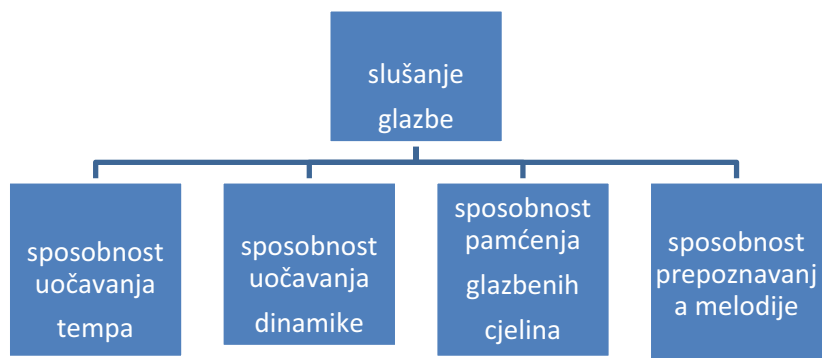 slušanje
glazbe
sposobnost
uočavanja
tempa
sposobnost
uočavanja
dinamike
sposobnost
pamćenja
glazbenih
cjelina
sposobnost
prepoznavanj
a melodije